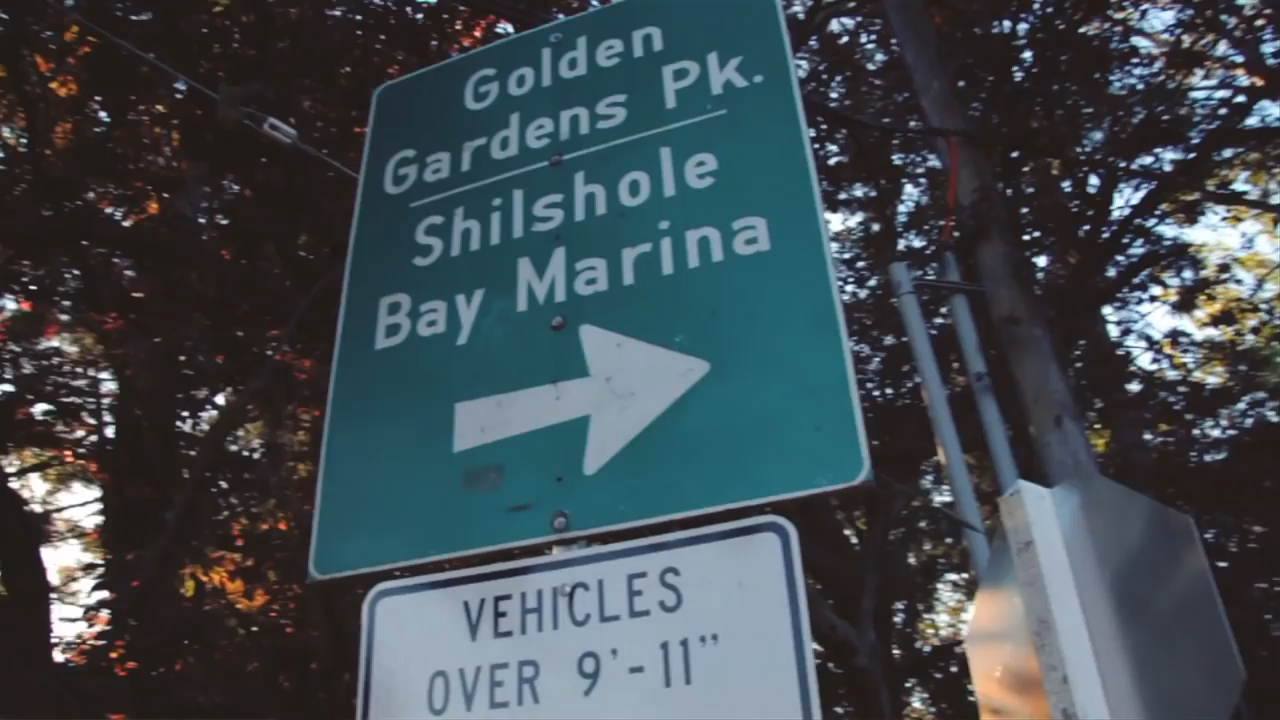 Golden
Gardens Pk.
Shilshole
Bay Marina
VEHICLES
OVER 9'-11"